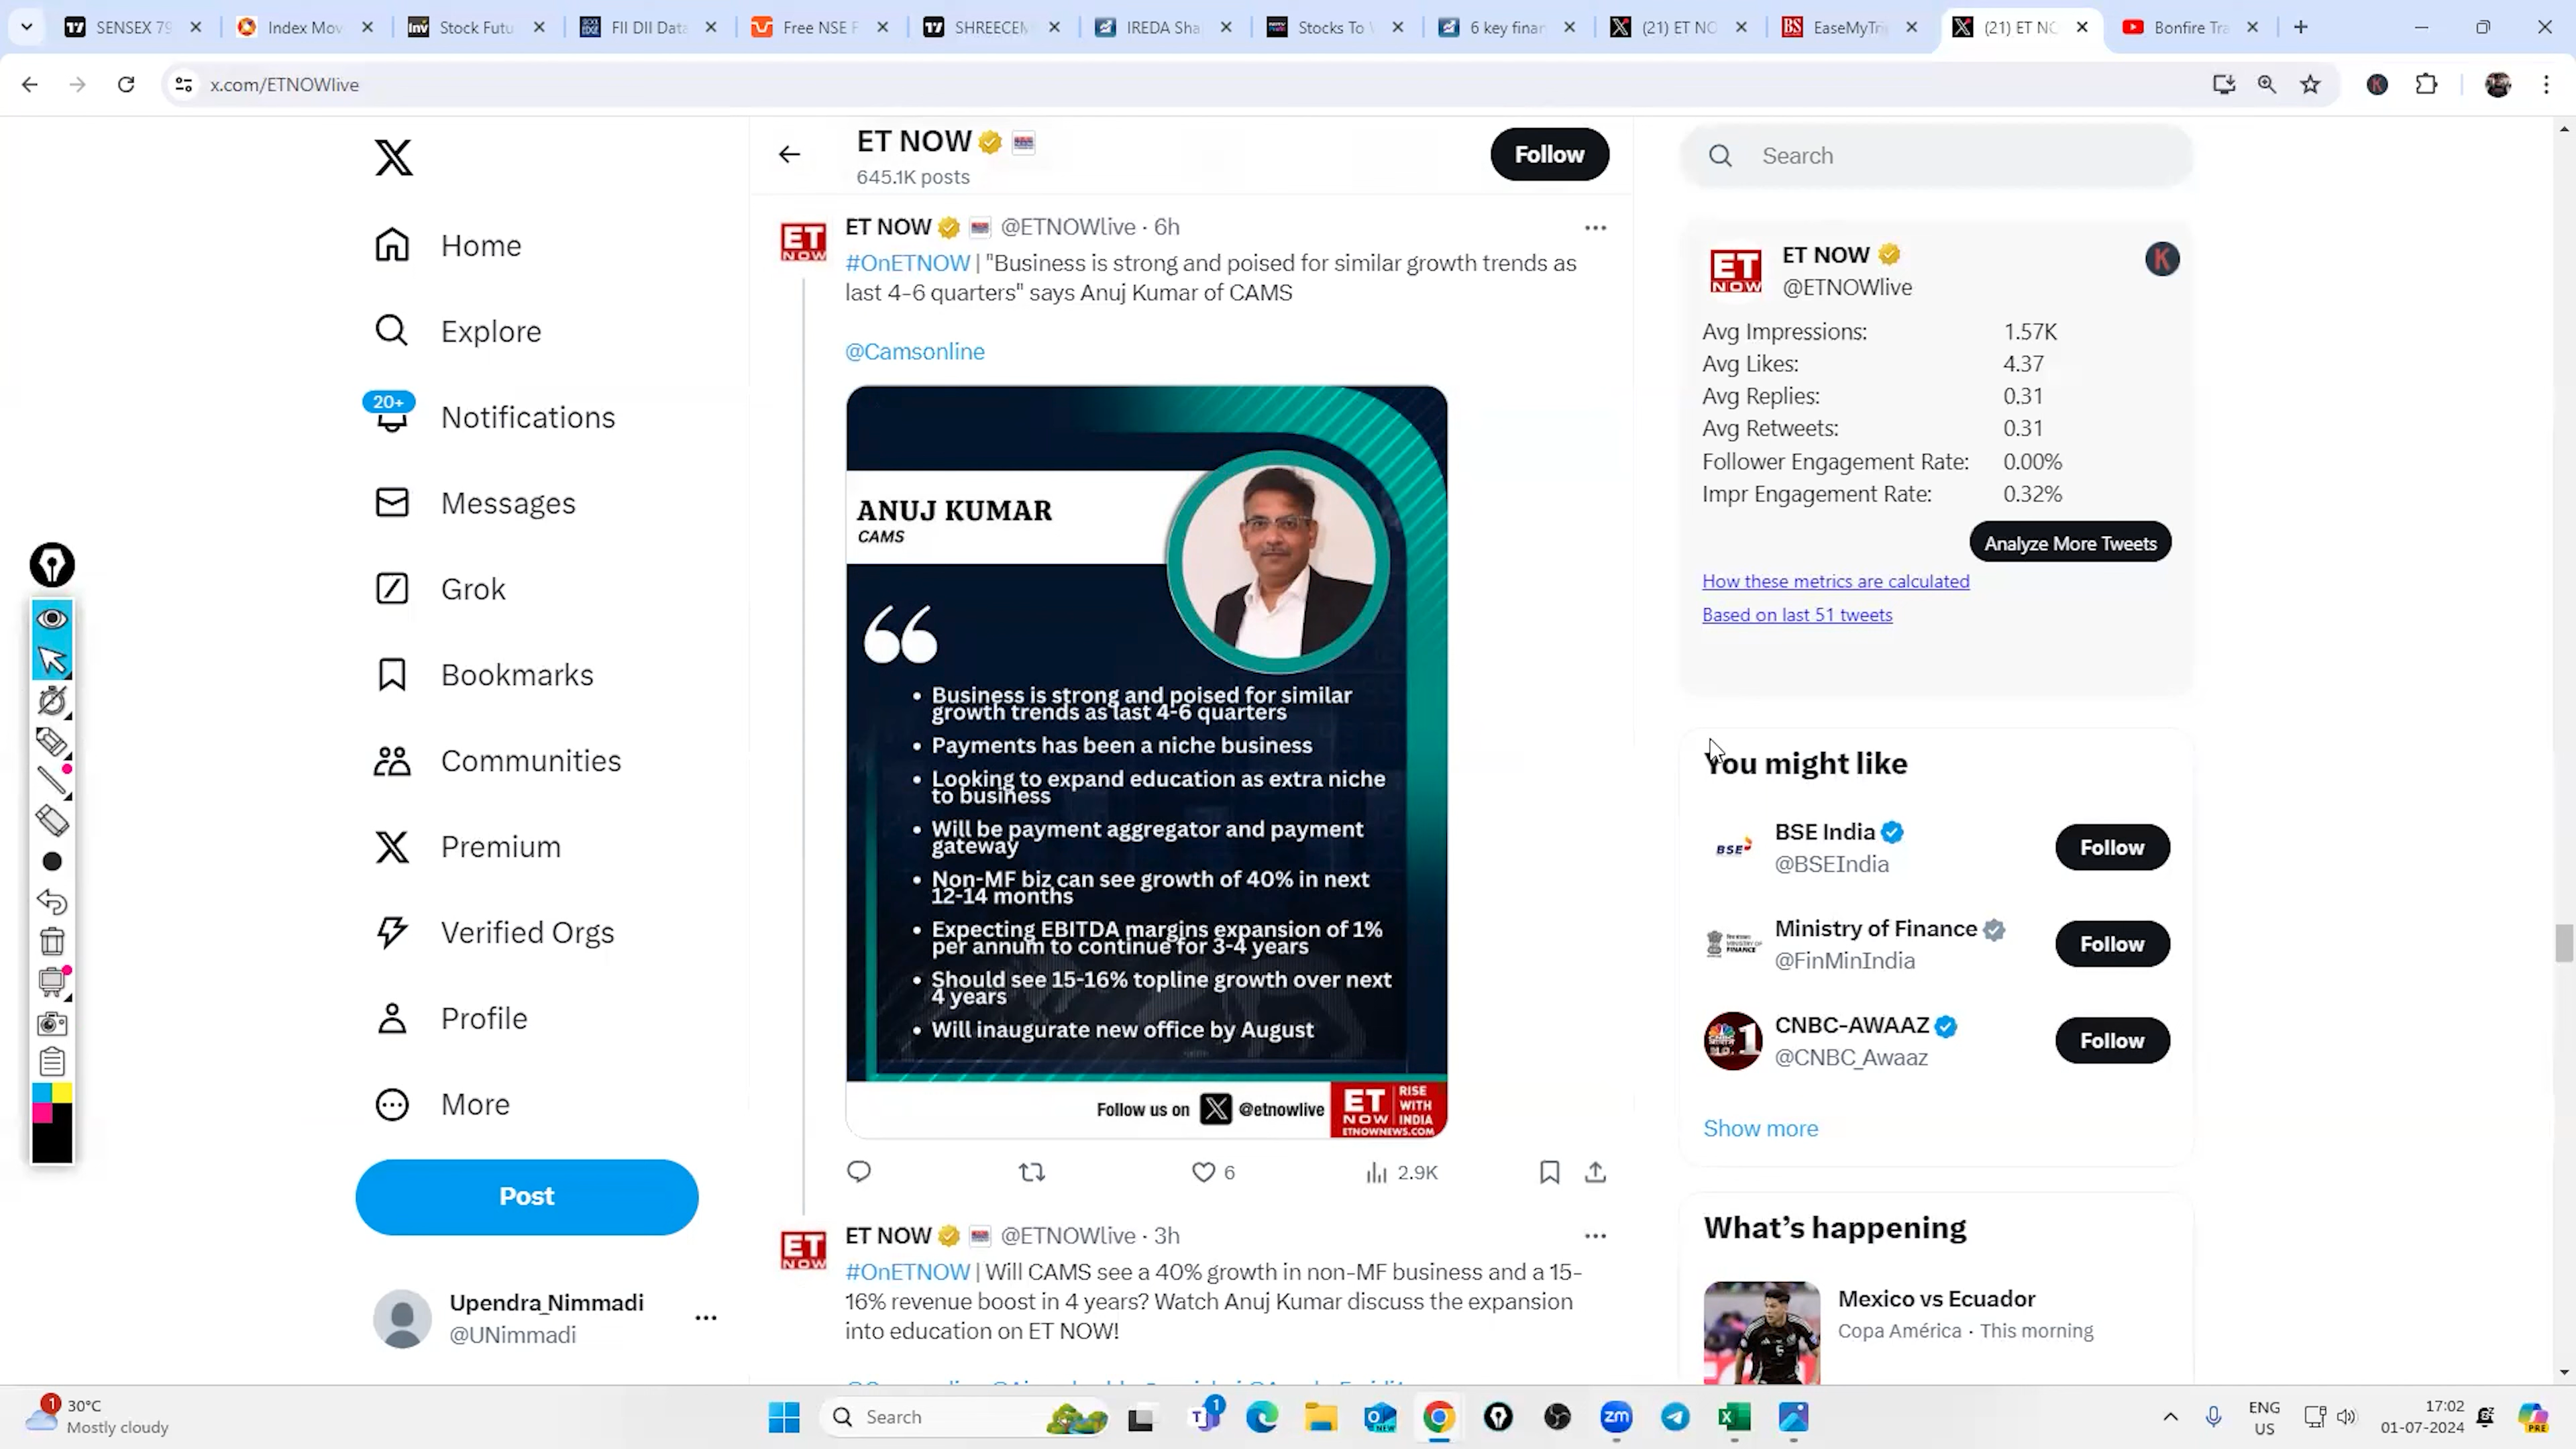 SENSEX 79
Index Mov
Stock Futu
FII DII Data
Free NSE F
SHREECEM
IREDA Sha
Stocks To
6 key finan
(21) ET NO
EaseMyTri
(21) ET NO
Bonfire Tra
x.com/ETNOWlive
Home
Explore
20+
Notifications
Messages
Grok
Bookmarks
Communities
Premium
Verified Orgs
Profile
More
Post
Upendra_Nimmadi
@UNimmadi
ET NOW
645.1K posts
Follow
ET NOW @ETNOWlive · 6h
#OnETNOW | "Business is strong and poised for similar growth trends as
last 4-6 quarters" says Anuj Kumar of CAMS
@Camsonline
ANUJ KUMAR
CAMS
Business is strong and poised for similar
growth trends as last 4-6 quarters
Payments has been a niche business
Looking to expand education as extra niche
to business
Will be payment aggregator and payment
gateway
Non-MF biz can see growth of 40% in next
12-14 months
Expecting EBITDA margins expansion of 1%
per annum to continue for 3-4 years
Should see 15-16% topline growth over next
4 years
Will inaugurate new office by August
Follow us on X @etnowlive
ET NOW
RISE WITH INDIA
ETNOWNEWS.COM
6
2.9K
ET NOW @ETNOWlive · 3h
#OnETNOW | Will CAMS see a 40% growth in non-MF business and a 15-
16% revenue boost in 4 years? Watch Anuj Kumar discuss the expansion
into education on ET NOW!
Search
ET NOW
@ETNOWlive
Avg Impressions: 1.57K
Avg Likes: 4.37
Avg Replies: 0.31
Avg Retweets: 0.31
Follower Engagement Rate: 0.00%
Impr Engagement Rate: 0.32%
Analyze More Tweets
How these metrics are calculated
Based on last 51 tweets
You might like
BSE India
@BSEIndia
Follow
Ministry of Finance
@FinMinIndia
Follow
CNBC-AWAAZ
@CNBC_Awaaz
Follow
Show more
What's happening
Mexico vs Ecuador
Copa América · This morning
1
30°C
Mostly cloudy
Search
1
ENG
US
17:02
01-07-2024